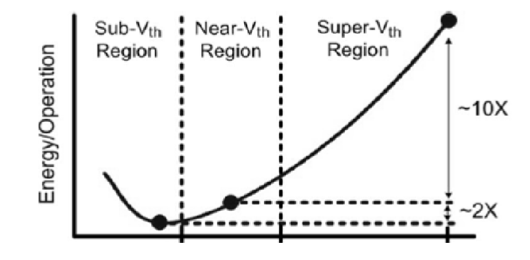 Sub-Vth
Region
Near-Vth
Region
Super-Vth
Region
Energy/Operation
~10X
~2X